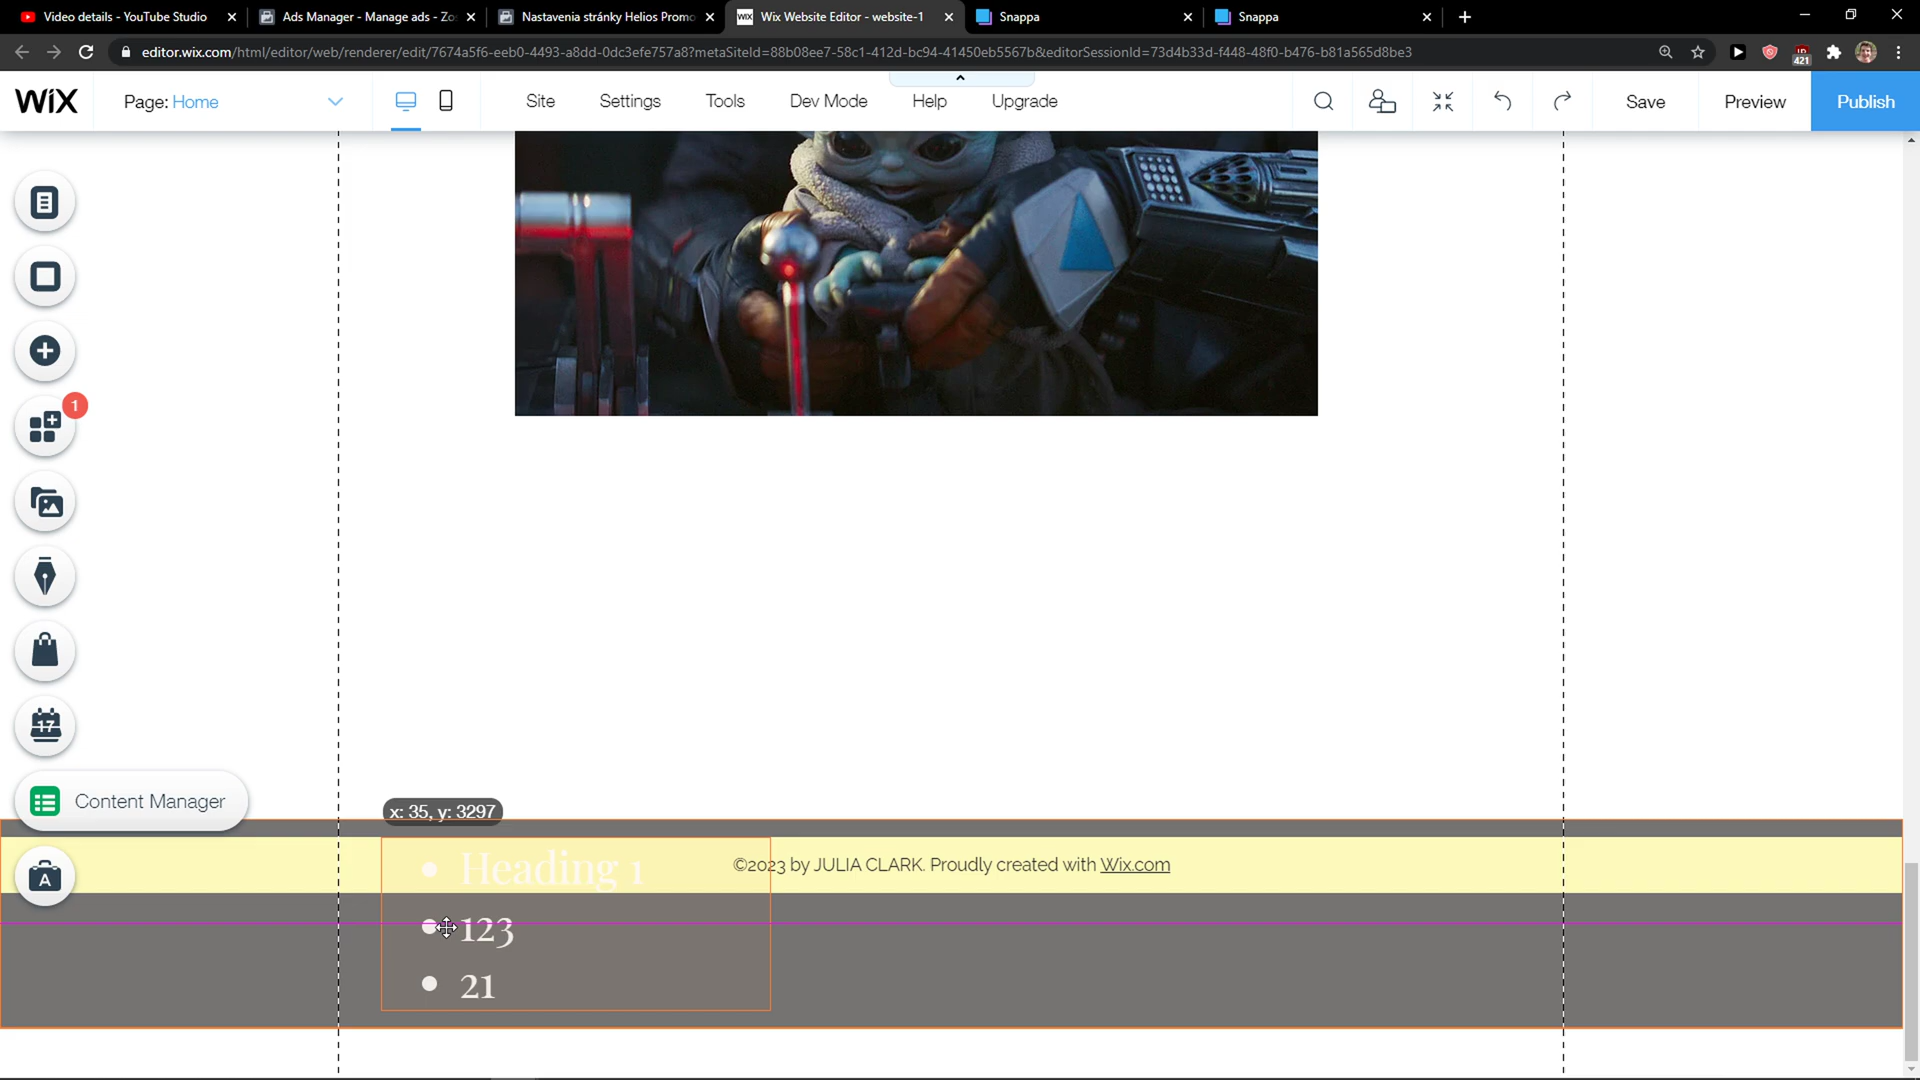 Video details - YouTube Studio
Ads Manager - Manage ads - Zo
Nastavenia stránky Helios Promo
WIX Wix Website Editor - website-1
Snappa
Snappa
editor.wix.com/html/editor/web/renderer/edit/7674a5f6-eeb0-4493-a8dd-0dc3efe757a8?metaSiteId=88b08ee7-58c1-412d-bc94-41450eb5567b&editorSessionId=73d4b33d-f448-48f0-b476-b81a565d8be3
421
WiX
Page: Home
Site
Settings
Tools
Dev Mode
Help
Upgrade
Save
Preview
Publish
1
17
Content Manager
A
x: 35, y: 3297
• Heading 1
©2023 by JULIA CLARK. Proudly created with Wix.com
• 123
• 21